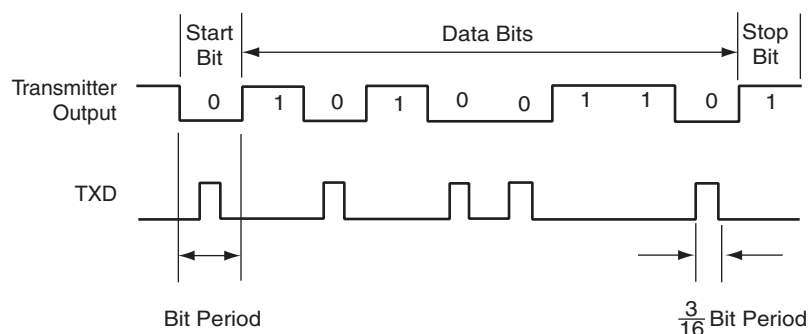 Start
Bit
Data Bits
Stop
Bit
Transmitter
Output
0 1 0 1 0 0 1 1 0 1
TXD
Bit Period
3/16 Bit Period